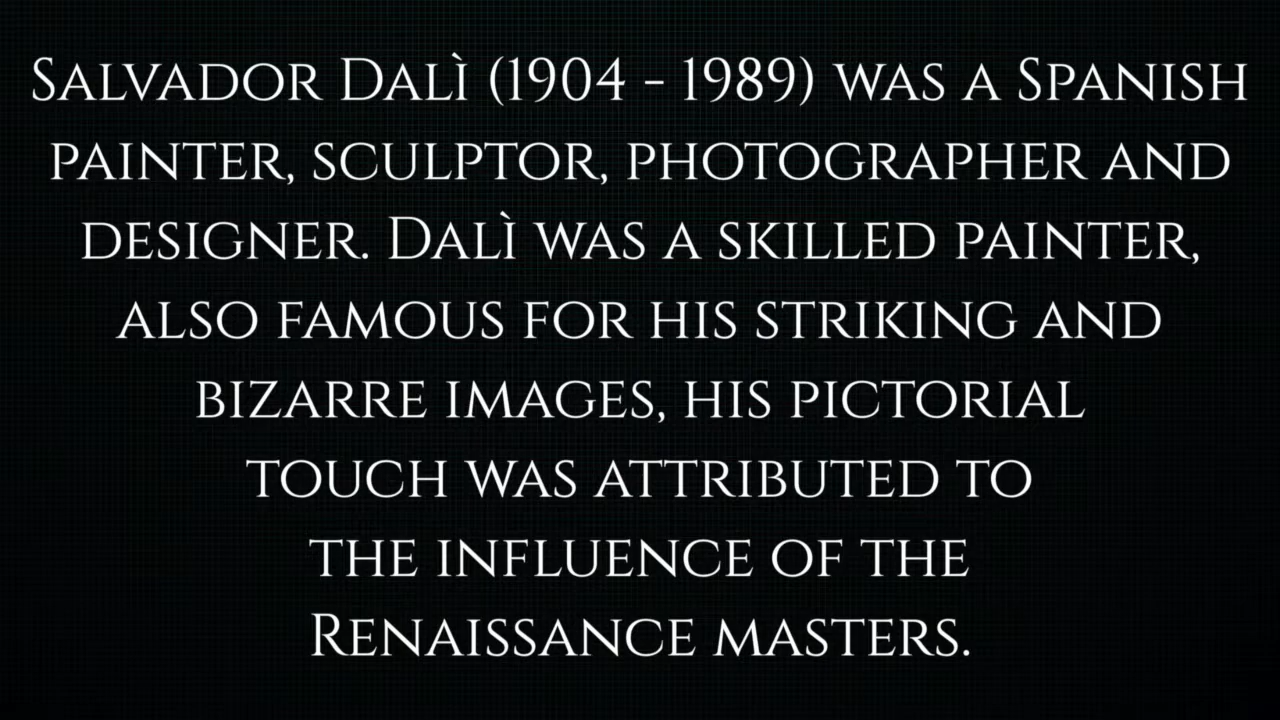 Salvador Dalì (1904 - 1989) was a Spanish
painter, sculptor, photographer and
designer. Dalì was a skilled painter,
also famous for his striking and
bizarre images, his pictorial
touch was attributed to
the influence of the
Renaissance masters.